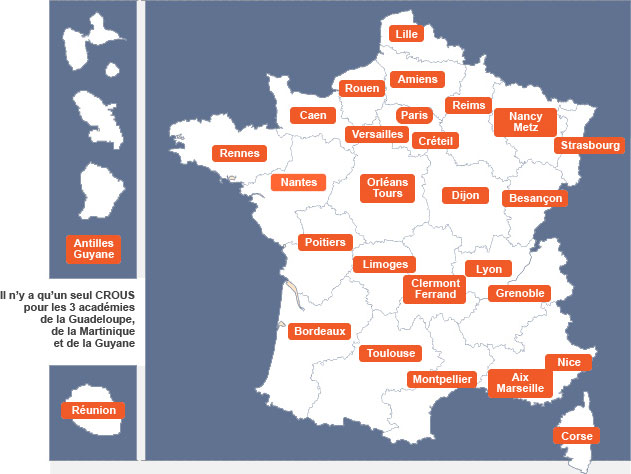 Lille
Amiens
Rouen
Reims
Caen
Paris
Nancy
Metz
Versailles
Créteil
Strasbourg
Rennes
Nantes
Orléans
Tours
Dijon
Besançon
Antilles
Guyane
Poitiers
Limoges
Lyon
Clermont
Ferrand
Grenoble
Il n'y a qu'un seul CROUS
pour les 3 académies
de la Guadeloupe,
de la Martinique
et de la Guyane
Bordeaux
Toulouse
Nice
Montpellier
Aix
Marseille
Réunion
Corse